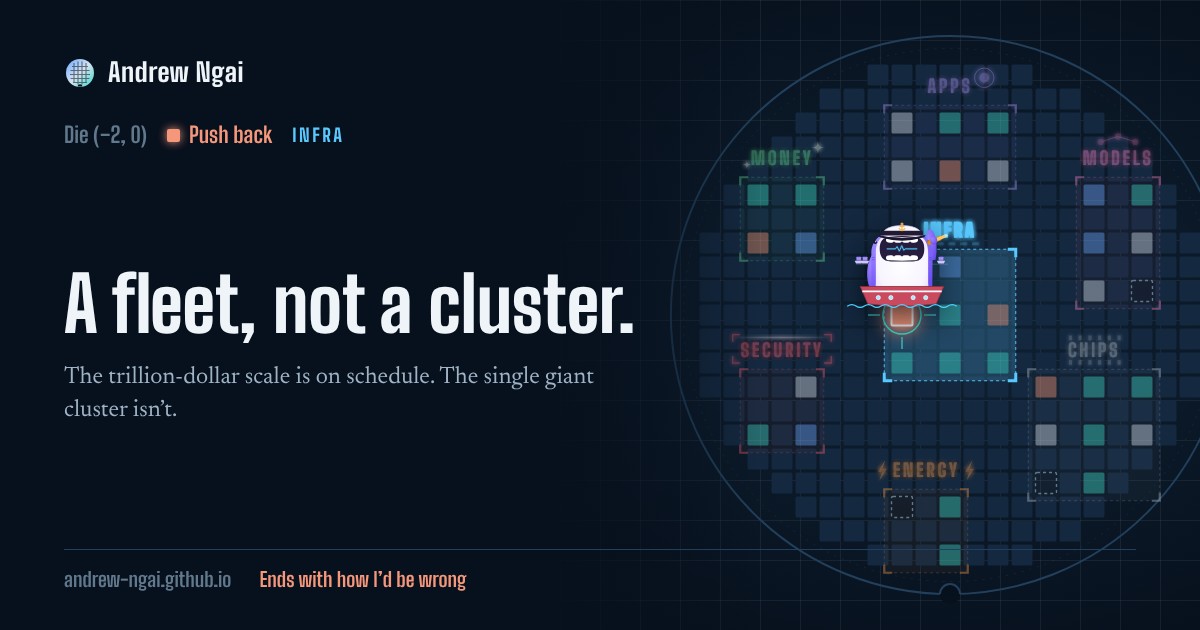 Andrew Ngai
Die (−2, 0) Push back INFRA
A fleet, not a cluster.
The trillion-dollar scale is on schedule. The single giant
cluster isn’t.
andrew-ngai.github.io Ends with how I’d be wrong
APPS
MONEY
MODELS
INFRA
SECURITY
CHIPS
ENERGY